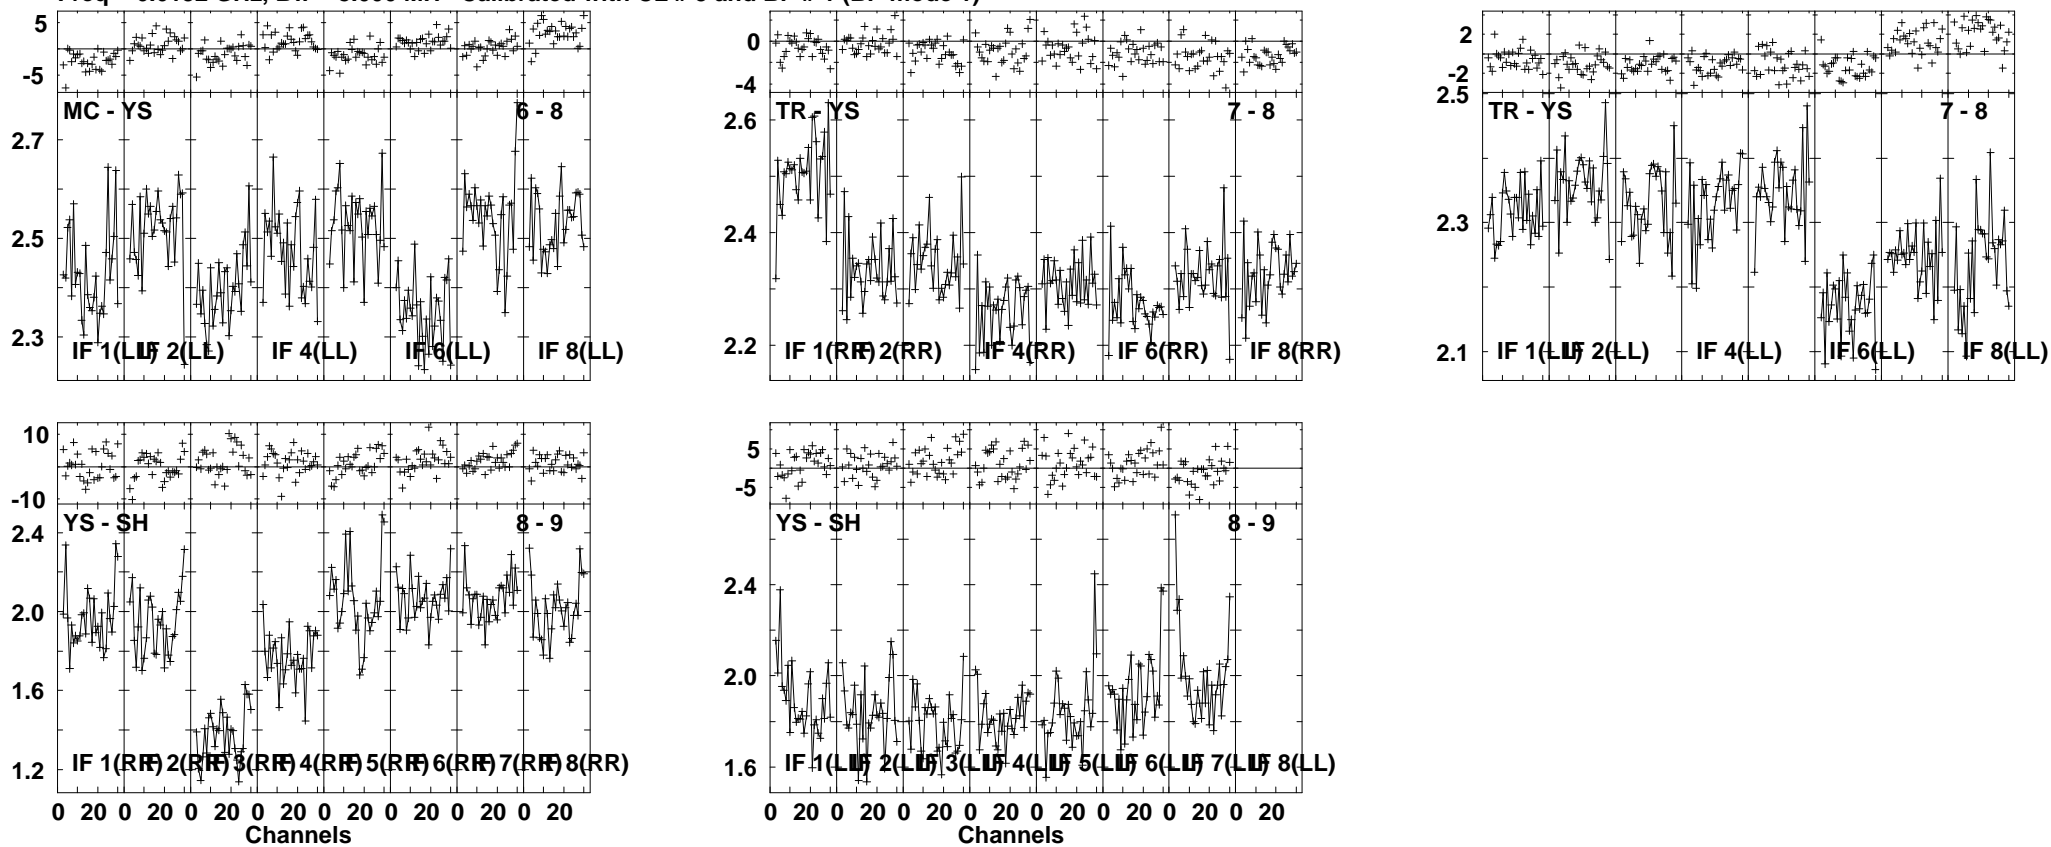 5
-5
MC - YS
6 - 8
2.7
2.5
2.3
IF 1(LL)
IF 2(LL)
IF 4(LL)
IF 6(LL)
IF 8(LL)
0
-4
TR - YS
7 - 8
2.6
2.4
2.2
IF 1(RR)
IF 2(RR)
IF 4(RR)
IF 6(RR)
IF 8(RR)
2
-2
2.5
TR - YS
7 - 8
2.3
2.1
IF 1(LL)
IF 2(LL)
IF 4(LL)
IF 6(LL)
IF 8(LL)
10
-10
YS - SH
8 - 9
2.4
2.0
1.6
1.2
IF 1(RR)
IF 2(RR)
IF 3(RR)
IF 4(RR)
IF 5(RR)
IF 6(RR)
IF 7(RR)
IF 8(RR)
0 20 0 20 0 20 0 20 0 20 0 20 0 20 0 20
Channels
5
-5
YS - SH
8 - 9
2.4
2.0
1.6
IF 1(LL)
IF 2(LL)
IF 3(LL)
IF 4(LL)
IF 5(LL)
IF 6(LL)
IF 7(LL)
IF 8(LL)
0 20 0 20 0 20 0 20 0 20 0 20 0 20 0 20
Channels